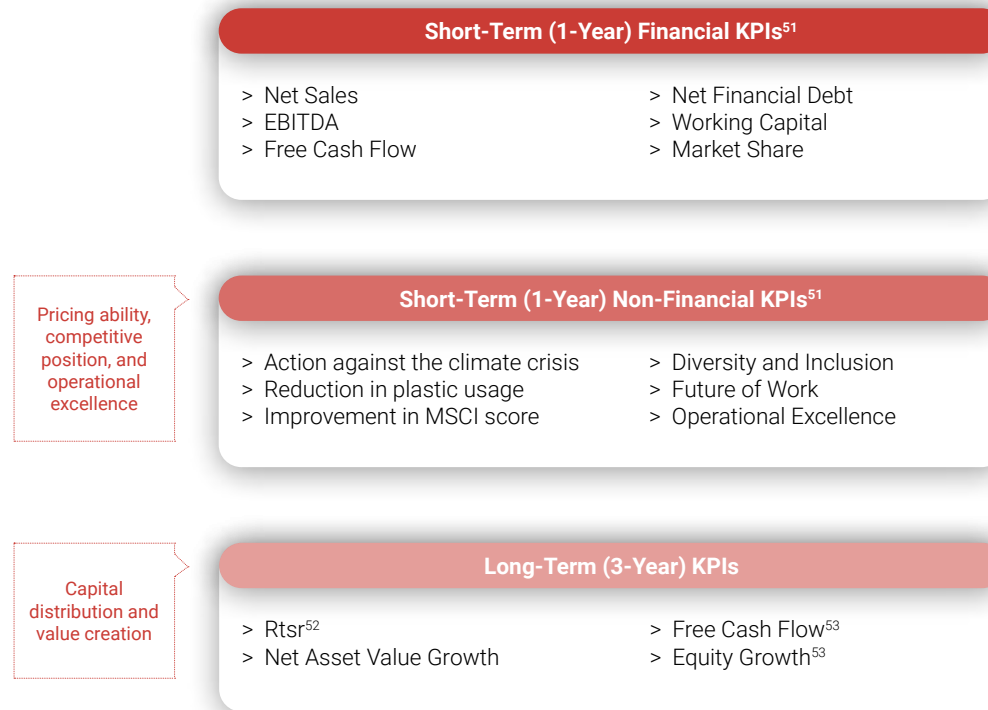 Short-Term (1-Year) Financial KPIs51
> Net Sales
> EBITDA
> Free Cash Flow
> Net Financial Debt
> Working Capital
> Market Share
Pricing ability,
competitive
position, and
operational
excellence
Short-Term (1-Year) Non-Financial KPIs51
> Action against the climate crisis
> Reduction in plastic usage
> Improvement in MSCI score
> Diversity and Inclusion
> Future of Work
> Operational Excellence
Capital
distribution and
value creation
Long-Term (3-Year) KPIs
> Rtsr52
> Net Asset Value Growth
> Free Cash Flow53
> Equity Growth53